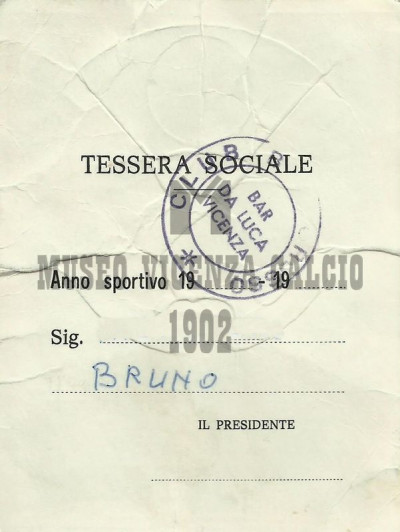 TESSERA SOCIALE
CLUB
BAR
DA LUCA
VICENZA
MUSEO VICENZA CALCIO
1902
Anno sportivo 19........-19........
Sig. ........
BRUNO
IL PRESIDENTE